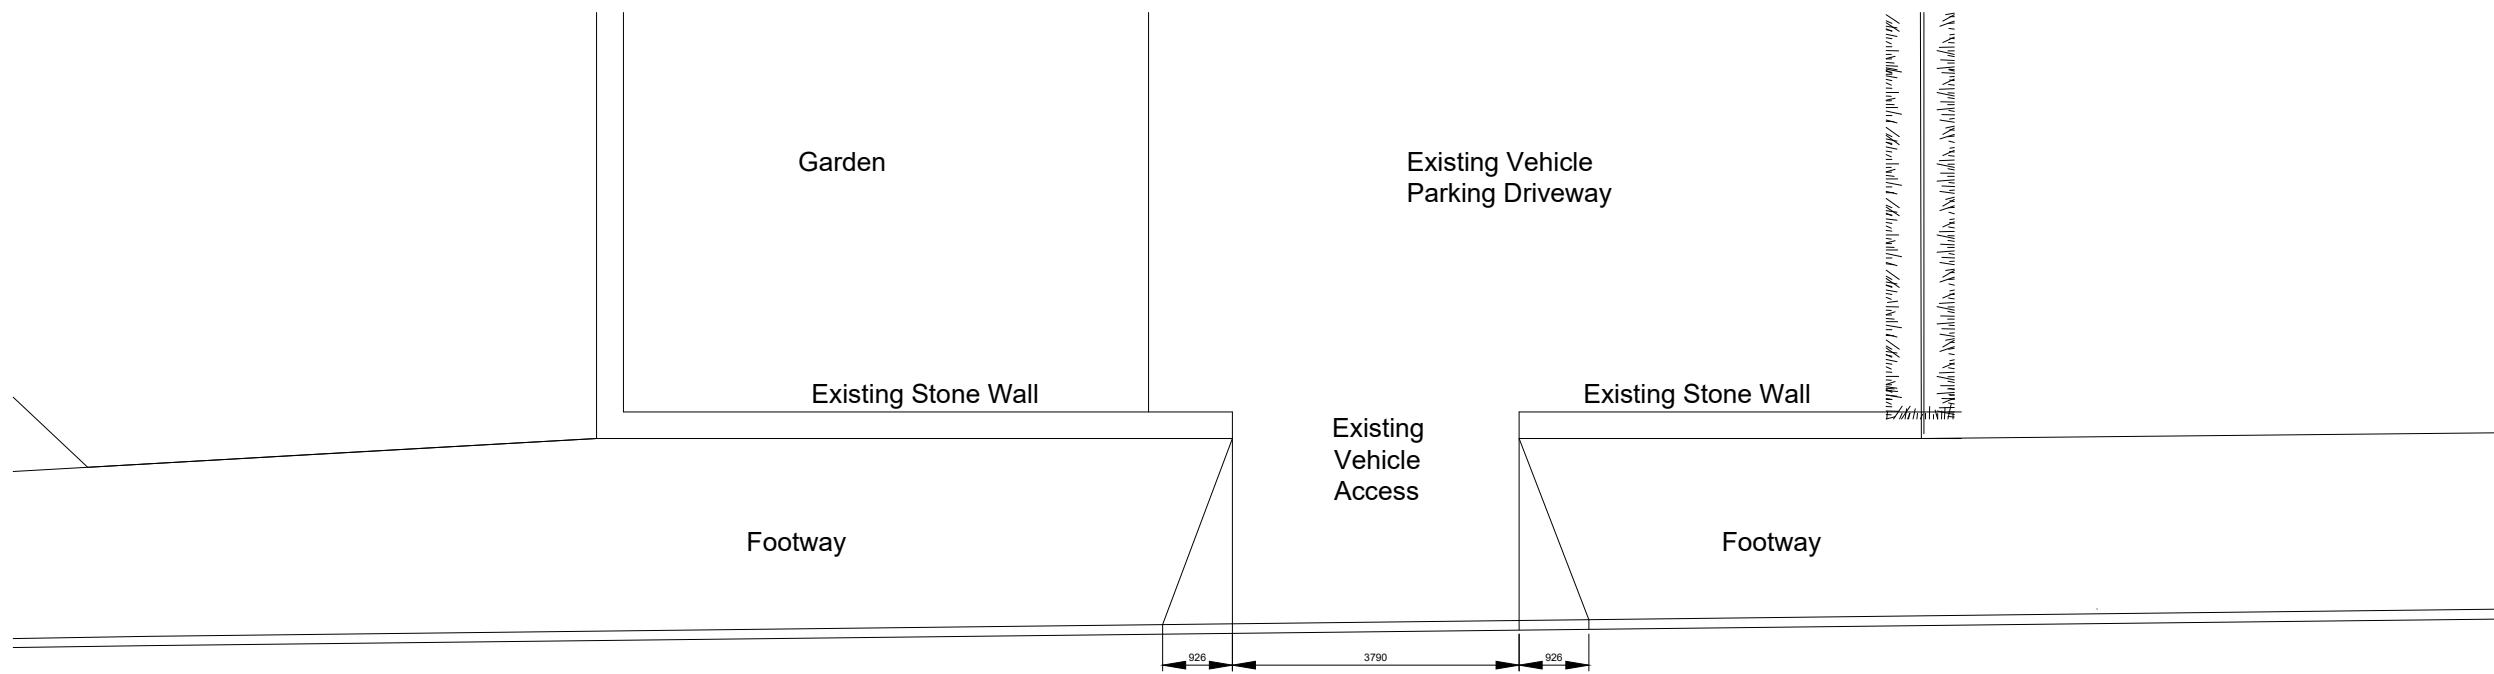 Garden
Existing Vehicle
Parking Driveway
Existing Stone Wall
Existing Stone Wall
Existing
Vehicle
Access
Footway
Footway
926
3790
926